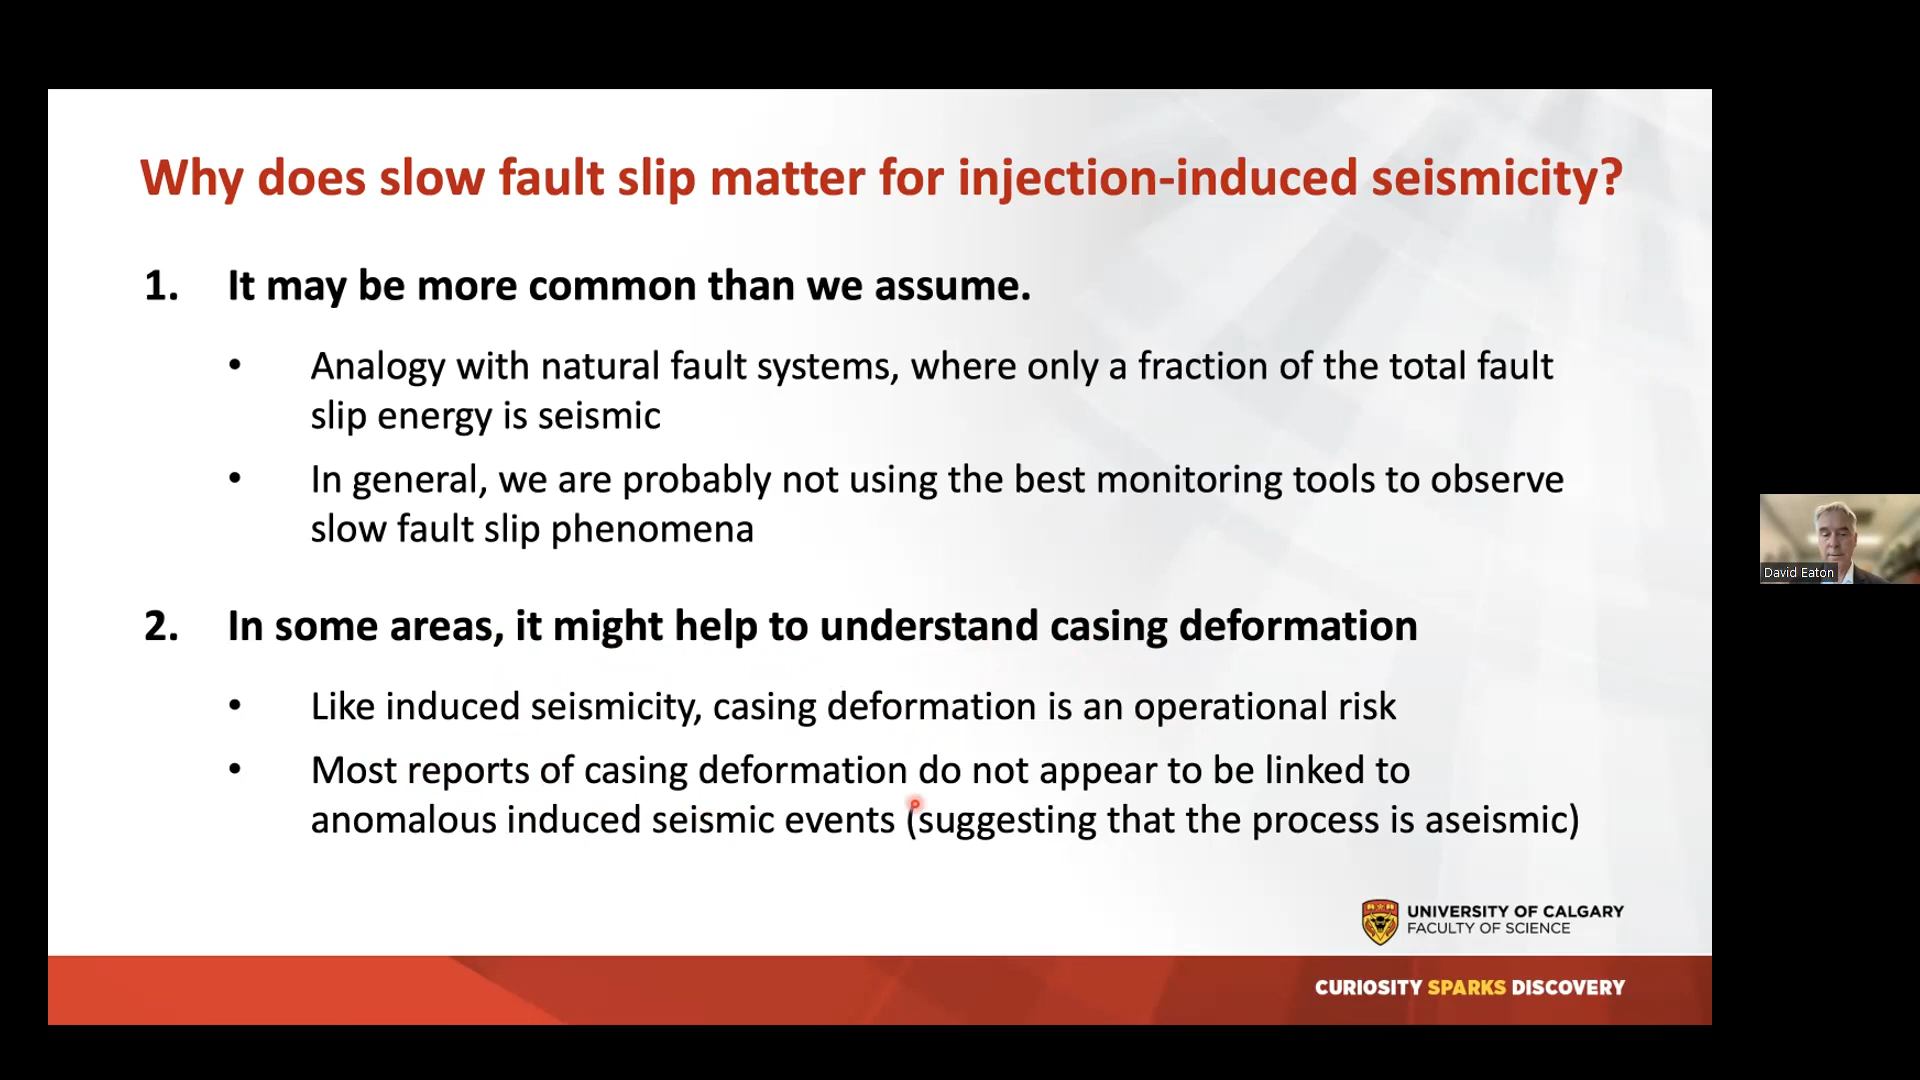 Why does slow fault slip matter for injection-induced seismicity?
1. It may be more common than we assume.
• Analogy with natural fault systems, where only a fraction of the total fault
slip energy is seismic
• In general, we are probably not using the best monitoring tools to observe
slow fault slip phenomena
David Eaton
2. In some areas, it might help to understand casing deformation
• Like induced seismicity, casing deformation is an operational risk
• Most reports of casing deformation do not appear to be linked to
anomalous induced seismic events (suggesting that the process is aseismic)
UNIVERSITY OF CALGARY
FACULTY OF SCIENCE
CURIOSITY SPARKS DISCOVERY